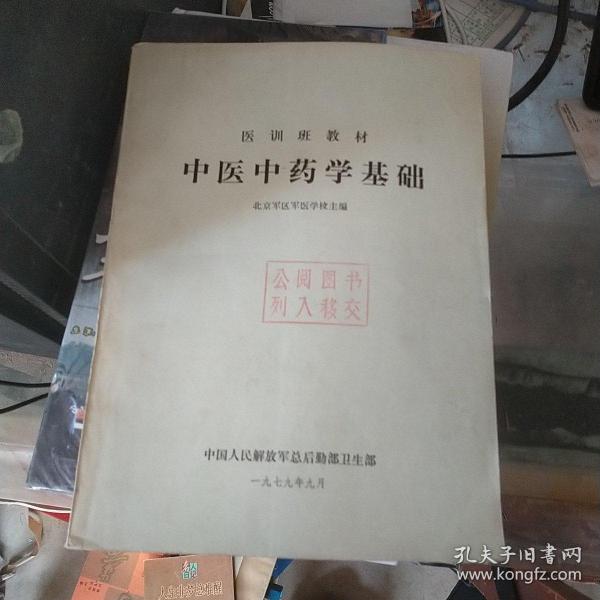 医训班教材
中医中药学基础
北京军区军医学校主编
公阅图书
列入移交
中国人民解放军总后勤部卫生部
一九七九年九月
孔夫子旧书网
www.kongfz.com